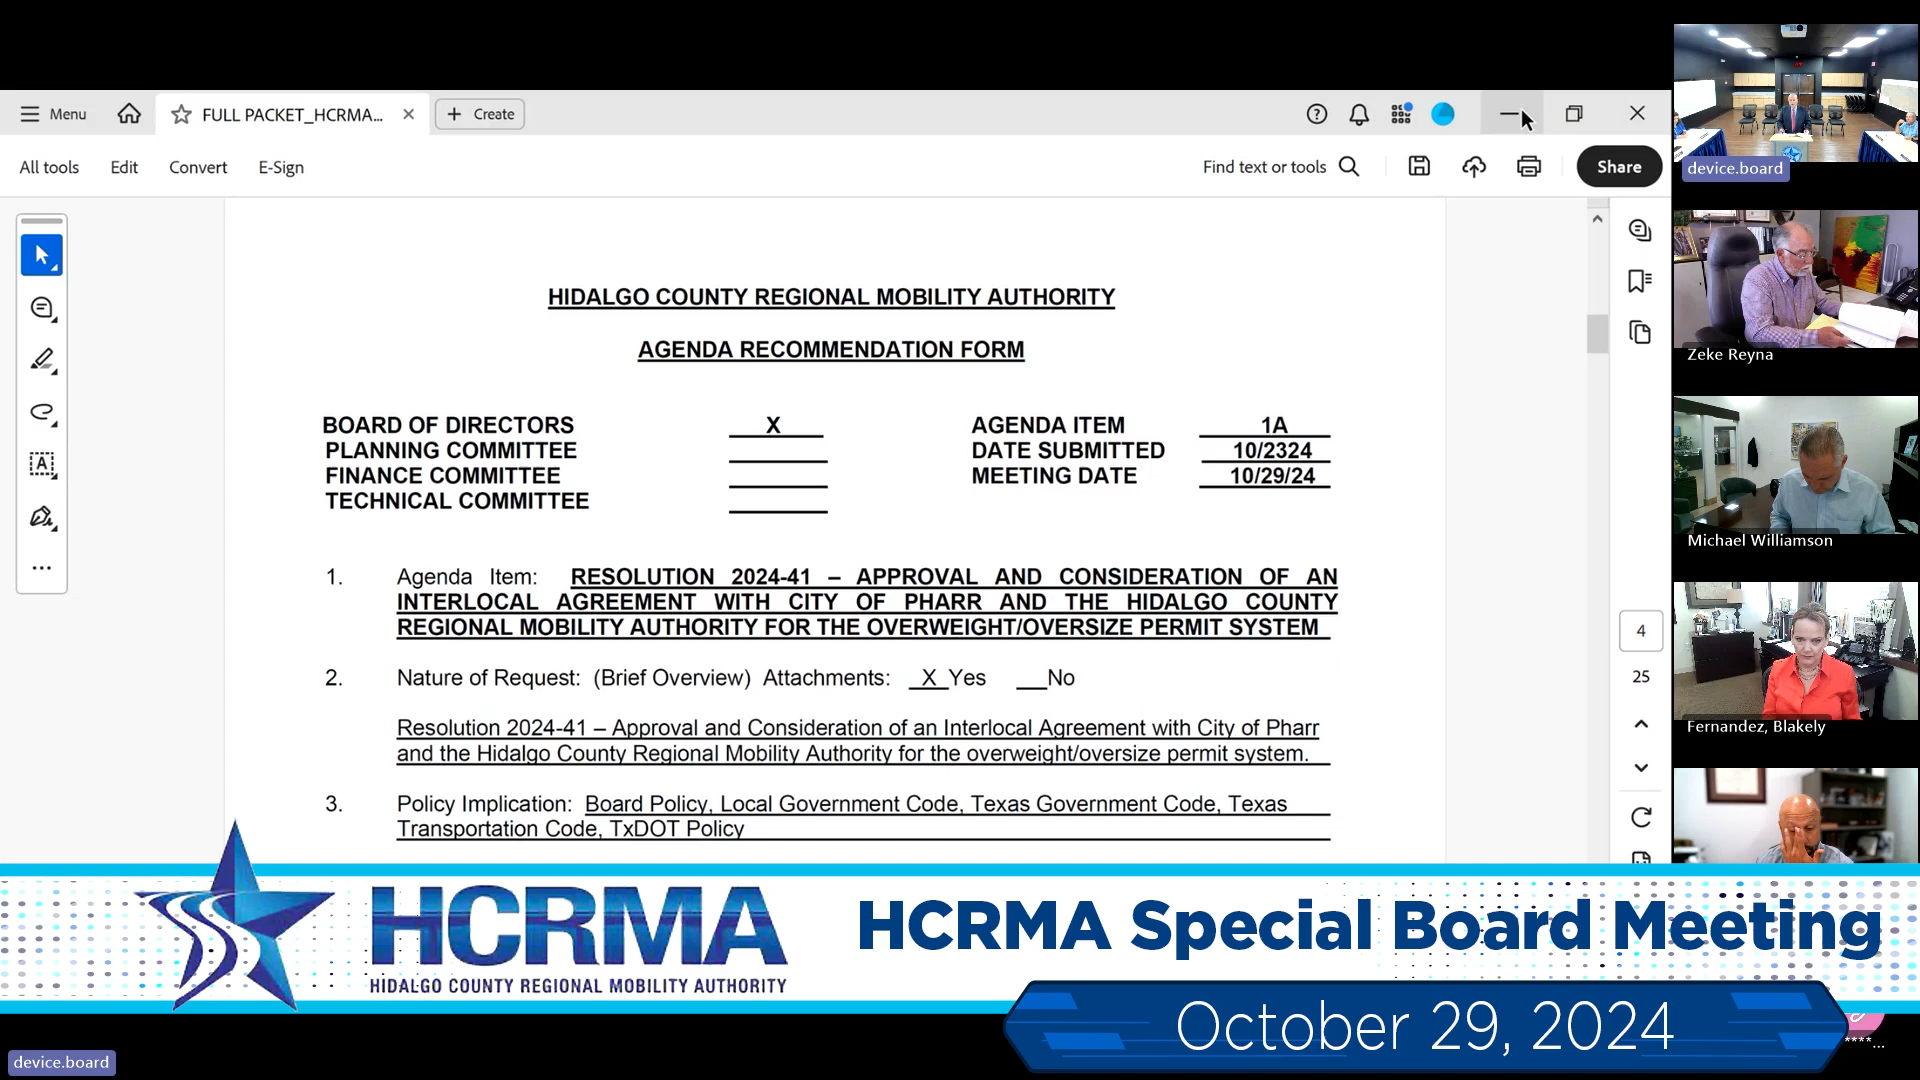 Menu
FULL PACKET_HCRMA...
Create
All tools
Edit
Convert
E-Sign
Find text or tools
Share
HIDALGO COUNTY REGIONAL MOBILITY AUTHORITY
AGENDA RECOMMENDATION FORM
BOARD OF DIRECTORS X AGENDA ITEM 1A
PLANNING COMMITTEE DATE SUBMITTED 10/2324
FINANCE COMMITTEE MEETING DATE 10/29/24
TECHNICAL COMMITTEE
1. Agenda Item: RESOLUTION 2024-41 – APPROVAL AND CONSIDERATION OF AN
INTERLOCAL AGREEMENT WITH CITY OF PHARR AND THE HIDALGO COUNTY
REGIONAL MOBILITY AUTHORITY FOR THE OVERWEIGHT/OVERSIZE PERMIT SYSTEM
2. Nature of Request: (Brief Overview) Attachments: X Yes No
Resolution 2024-41 – Approval and Consideration of an Interlocal Agreement with City of Pharr
and the Hidalgo County Regional Mobility Authority for the overweight/oversize permit system.
3. Policy Implication: Board Policy, Local Government Code, Texas Government Code, Texas
Transportation Code, TxDOT Policy
4
25
device.board
Zeke Reyna
Michael Williamson
Fernandez, Blakely
HCRMA
HIDALGO COUNTY REGIONAL MOBILITY AUTHORITY
HCRMA Special Board Meeting
October 29, 2024
****...
device.board